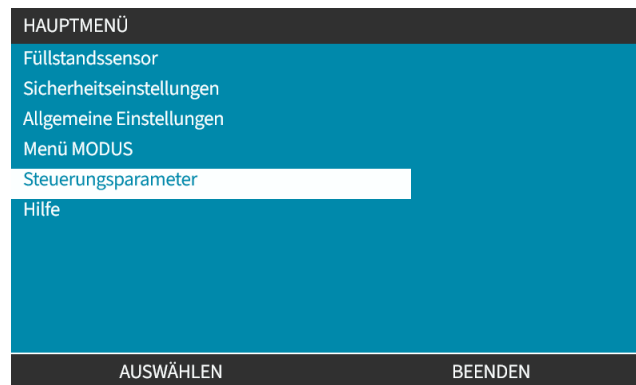 HAUPTMENÜ
Füllstandssensor
Sicherheitseinstellungen
Allgemeine Einstellungen
Menü MODUS
Steuerungsparameter
Hilfe
AUSWÄHLEN BEENDEN